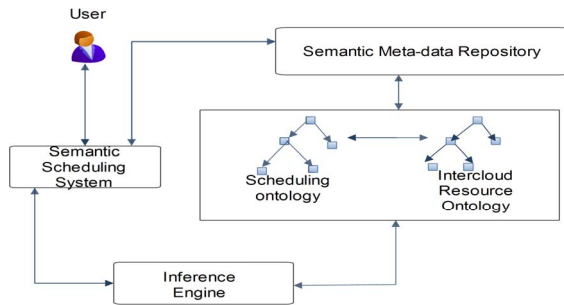 User
Semantic Meta-data Repository
Semantic
Scheduling
System
Scheduling
ontology
Intercloud
Resource
Ontology
Inference
Engine